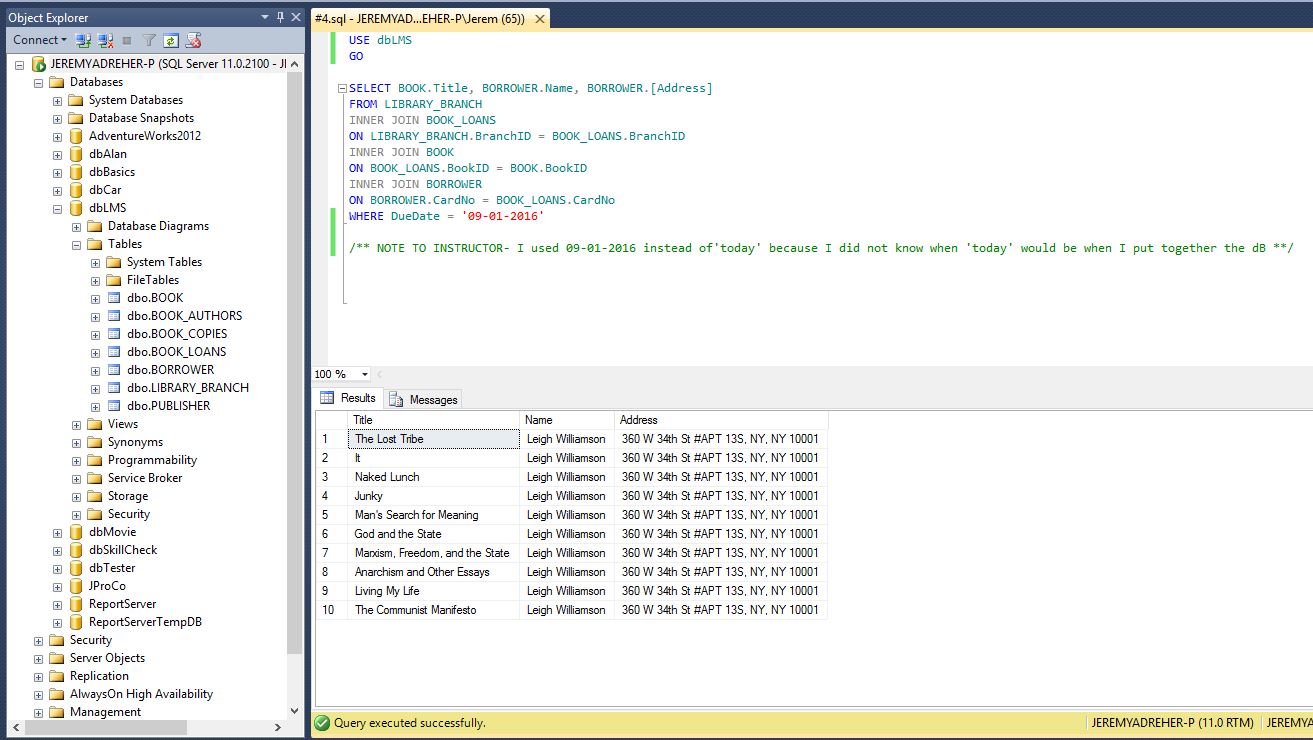 Object Explorer
Connect
JEREMYADREHER-P (SQL Server 11.0.2100 - JE
Databases
System Databases
Database Snapshots
AdventureWorks2012
dbAlan
dbBasics
dbCar
dbLMS
Database Diagrams
Tables
System Tables
FileTables
dbo.BOOK
dbo.BOOK_AUTHORS
dbo.BOOK_COPIES
dbo.BOOK_LOANS
dbo.BORROWER
dbo.LIBRARY_BRANCH
dbo.PUBLISHER
Views
Synonyms
Programmability
Service Broker
Storage
Security
dbMovie
dbSkillCheck
dbTester
JProCo
ReportServer
ReportServerTempDB
Security
Server Objects
Replication
AlwaysOn High Availability
Management
#4.sql - JEREMYAD...EHER-P\Jerem (65))
USE dbLMS
GO
SELECT BOOK.Title, BORROWER.Name, BORROWER.[Address]
FROM LIBRARY_BRANCH
INNER JOIN BOOK_LOANS
ON LIBRARY_BRANCH.BranchID = BOOK_LOANS.BranchID
INNER JOIN BOOK
ON BOOK_LOANS.BookID = BOOK.BookID
INNER JOIN BORROWER
ON BORROWER.CardNo = BOOK_LOANS.CardNo
WHERE DueDate = '09-01-2016'
/** NOTE TO INSTRUCTOR- I used 09-01-2016 instead of'today' because I did not know when 'today' would be when I put together the dB **/
100 %
Results Messages
Title Name Address
1 The Lost Tribe Leigh Williamson 360 W 34th St #APT 13S, NY, NY 10001
2 It Leigh Williamson 360 W 34th St #APT 13S, NY, NY 10001
3 Naked Lunch Leigh Williamson 360 W 34th St #APT 13S, NY, NY 10001
4 Junky Leigh Williamson 360 W 34th St #APT 13S, NY, NY 10001
5 Man's Search for Meaning Leigh Williamson 360 W 34th St #APT 13S, NY, NY 10001
6 God and the State Leigh Williamson 360 W 34th St #APT 13S, NY, NY 10001
7 Marxism, Freedom, and the State Leigh Williamson 360 W 34th St #APT 13S, NY, NY 10001
8 Anarchism and Other Essays Leigh Williamson 360 W 34th St #APT 13S, NY, NY 10001
9 Living My Life Leigh Williamson 360 W 34th St #APT 13S, NY, NY 10001
10 The Communist Manifesto Leigh Williamson 360 W 34th St #APT 13S, NY, NY 10001
Query executed successfully. JEREMYADREHER-P (11.0 RTM) JEREMYA